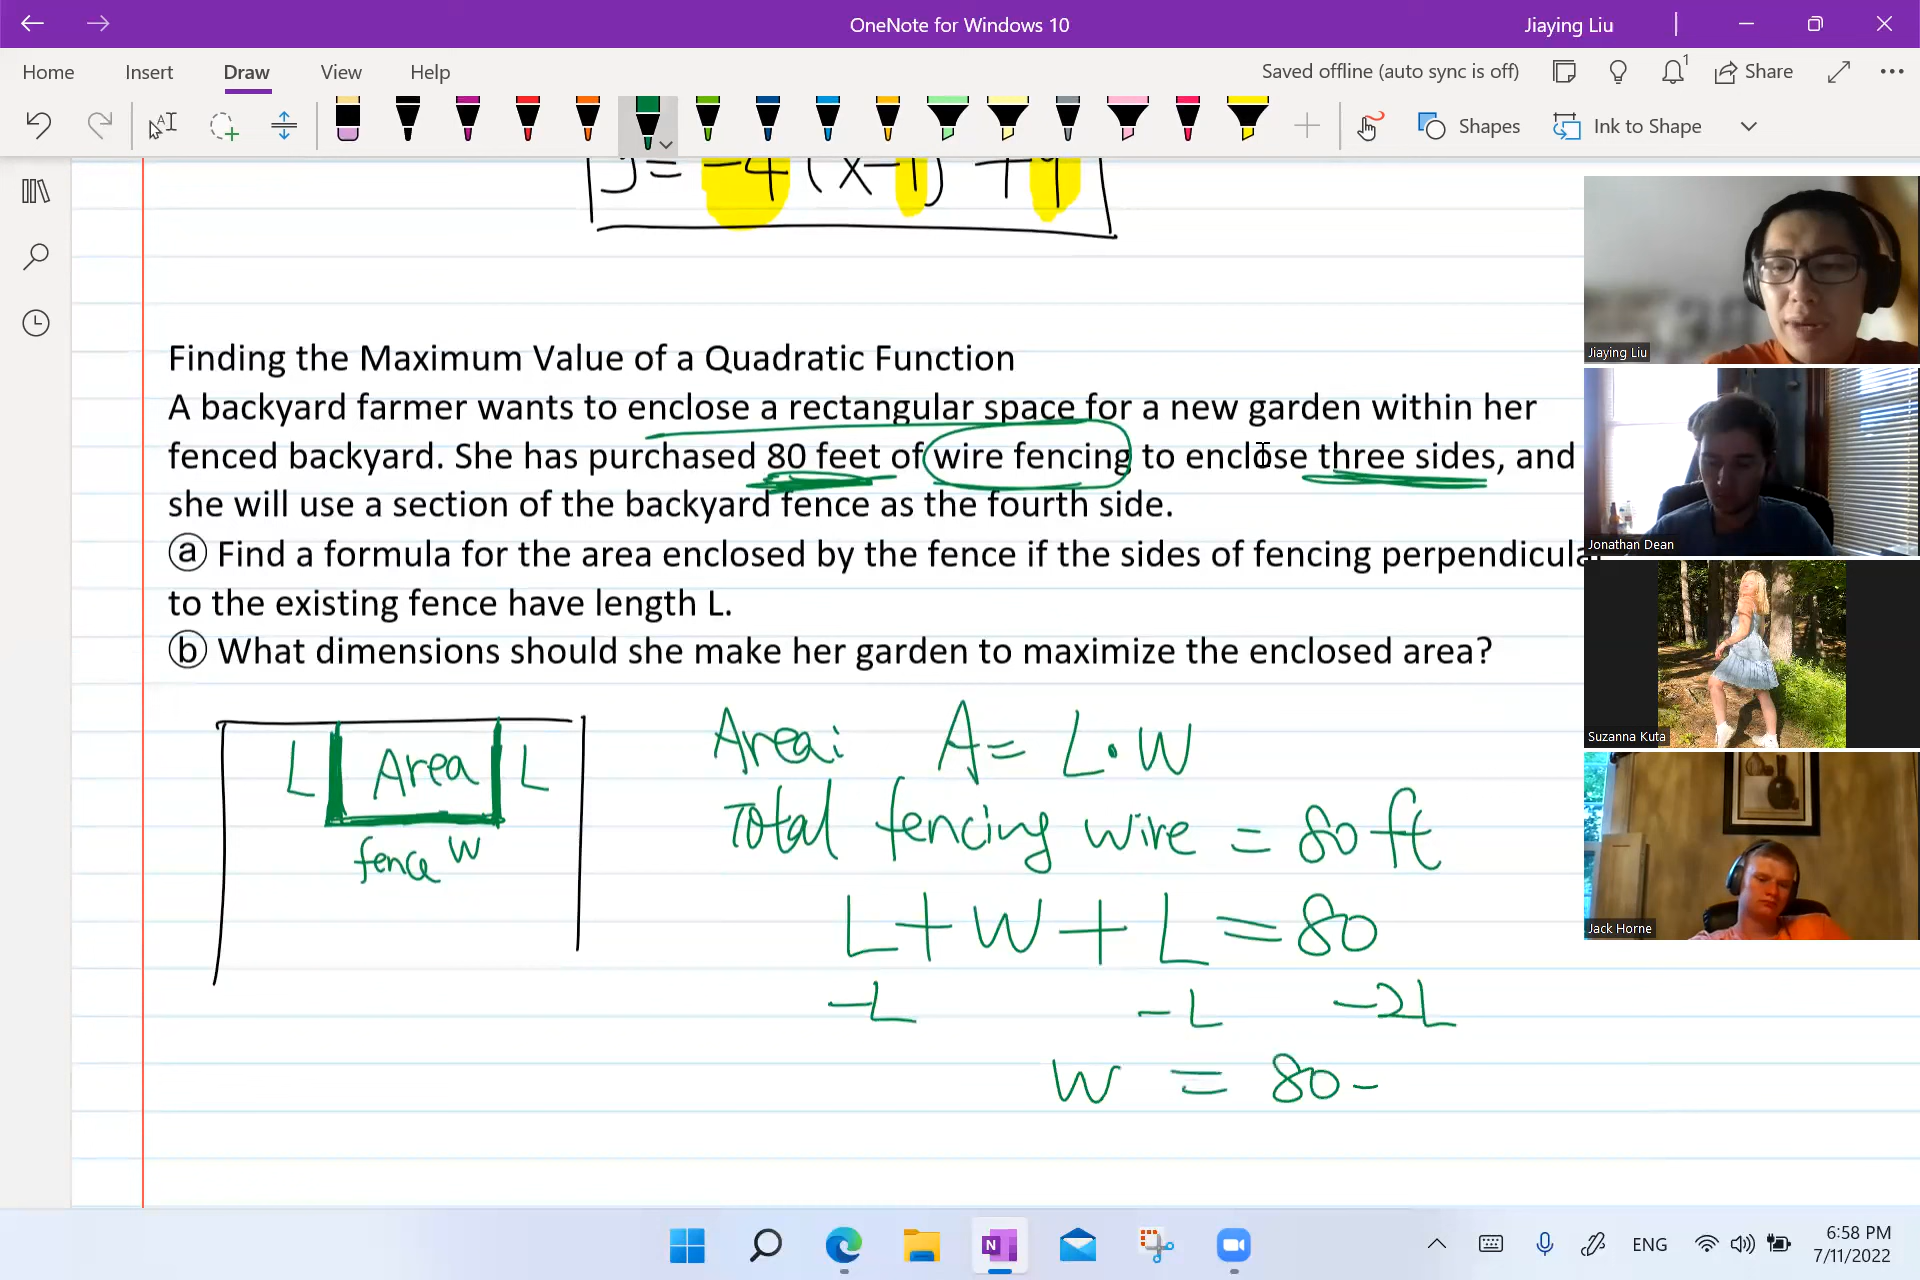 OneNote for Windows 10
Jiaying Liu
Home Insert Draw View Help
Saved offline (auto sync is off)
1
Share
Shapes
Ink to Shape
y = -4 (x-1) +9
Finding the Maximum Value of a Quadratic Function
A backyard farmer wants to enclose a rectangular space for a new garden within her
fenced backyard. She has purchased 80 feet of wire fencing to enclose three sides, and
she will use a section of the backyard fence as the fourth side.
ⓐ Find a formula for the area enclosed by the fence if the sides of fencing perpendicular
to the existing fence have length L.
ⓑ What dimensions should she make her garden to maximize the enclosed area?
L Area L
fence W
Area: A = L·W
Total fencing wire = 80 ft
L+W+L = 80
-L -L -2L
W = 80 -
Jiaying Liu
Jonathan Dean
Suzanna Kuta
Jack Horne
ENG
6:58 PM
7/11/2022